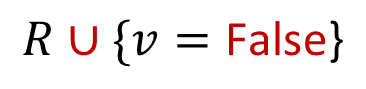 R ∪ {v = False}